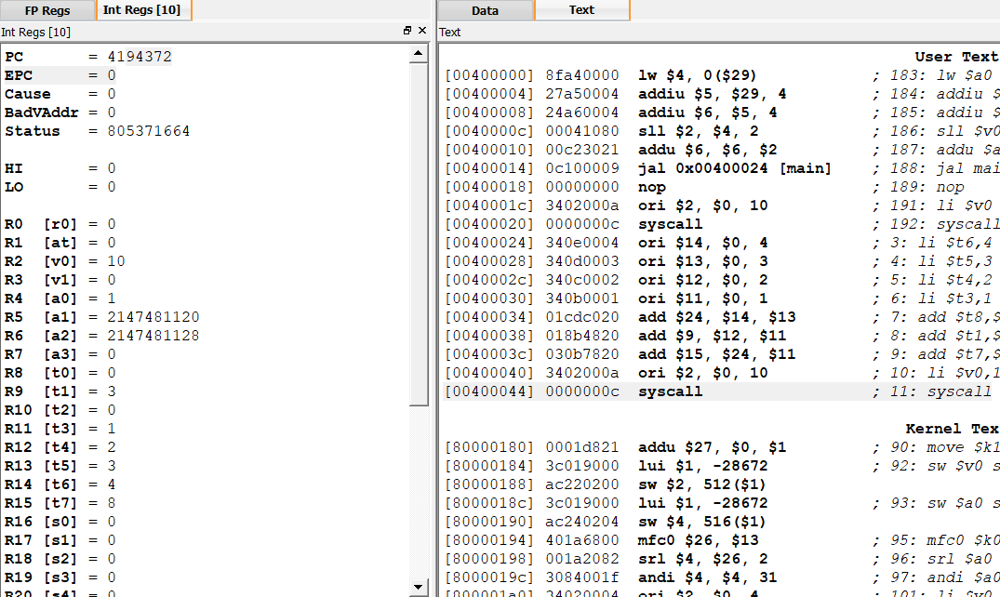 FP Regs Int Regs [10]
Int Regs [10]
PC = 4194372
EPC = 0
Cause = 0
BadVAddr = 0
Status = 805371664
HI = 0
LO = 0
R0 [r0] = 0
R1 [at] = 0
R2 [v0] = 10
R3 [v1] = 0
R4 [a0] = 1
R5 [a1] = 2147481120
R6 [a2] = 2147481128
R7 [a3] = 0
R8 [t0] = 0
R9 [t1] = 3
R10 [t2] = 0
R11 [t3] = 1
R12 [t4] = 2
R13 [t5] = 3
R14 [t6] = 4
R15 [t7] = 8
R16 [s0] = 0
R17 [s1] = 0
R18 [s2] = 0
R19 [s3] = 0
R20 [s4] = 0
Data Text
Text
User Text
[00400000] 8fa40000 lw $4, 0($29) ; 183: lw $a0
[00400004] 27a50004 addiu $5, $29, 4 ; 184: addiu $
[00400008] 24a60004 addiu $6, $5, 4 ; 185: addiu $
[0040000c] 00041080 sll $2, $4, 2 ; 186: sll $v0
[00400010] 00c23021 addu $6, $6, $2 ; 187: addu $a
[00400014] 0c100009 jal 0x00400024 [main] ; 188: jal mai
[00400018] 00000000 nop ; 189: nop
[0040001c] 3402000a ori $2, $0, 10 ; 191: li $v0
[00400020] 0000000c syscall ; 192: syscall
[00400024] 340e0004 ori $14, $0, 4 ; 3: li $t6,4
[00400028] 340d0003 ori $13, $0, 3 ; 4: li $t5,3
[0040002c] 340c0002 ori $12, $0, 2 ; 5: li $t4,2
[00400030] 340b0001 ori $11, $0, 1 ; 6: li $t3,1
[00400034] 01cdc020 add $24, $14, $13 ; 7: add $t8,$
[00400038] 018b4820 add $9, $12, $11 ; 8: add $t1,$
[0040003c] 030b7820 add $15, $24, $11 ; 9: add $t7,$
[00400040] 3402000a ori $2, $0, 10 ; 10: li $v0,1
[00400044] 0000000c syscall ; 11: syscall
Kernel Tex
[80000180] 0001d821 addu $27, $0, $1 ; 90: move $k1
[80000184] 3c019000 lui $1, -28672 ; 92: sw $v0 s
[80000188] ac220200 sw $2, 512($1)
[8000018c] 3c019000 lui $1, -28672 ; 93: sw $a0 s
[80000190] ac240204 sw $4, 516($1)
[80000194] 401a6800 mfc0 $26, $13 ; 95: mfc0 $k0
[80000198] 001a2082 srl $4, $26, 2 ; 96: srl $a0
[8000019c] 3084001f andi $4, $4, 31 ; 97: andi $a0
[800001a0] 34020004 ori $2, $0, 4 ; 101: li $v0